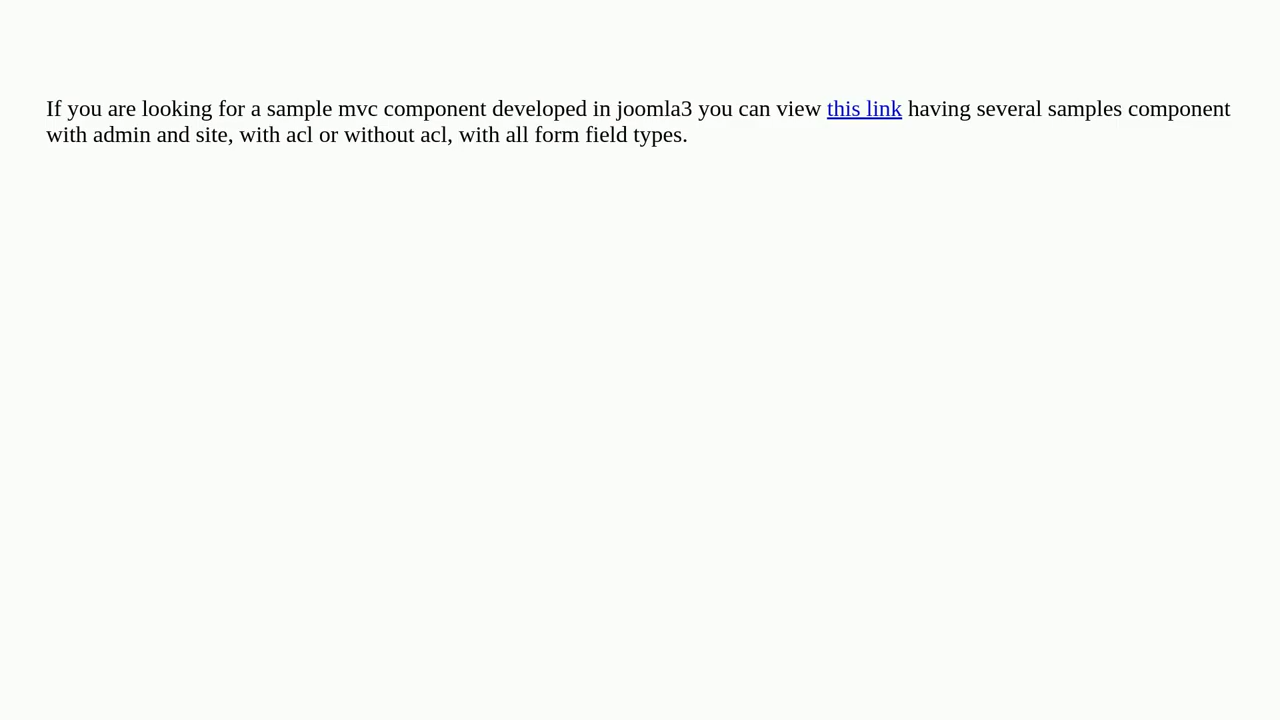 If you are looking for a sample mvc component developed in joomla3 you can view this link having several samples component
with admin and site, with acl or without acl, with all form field types.